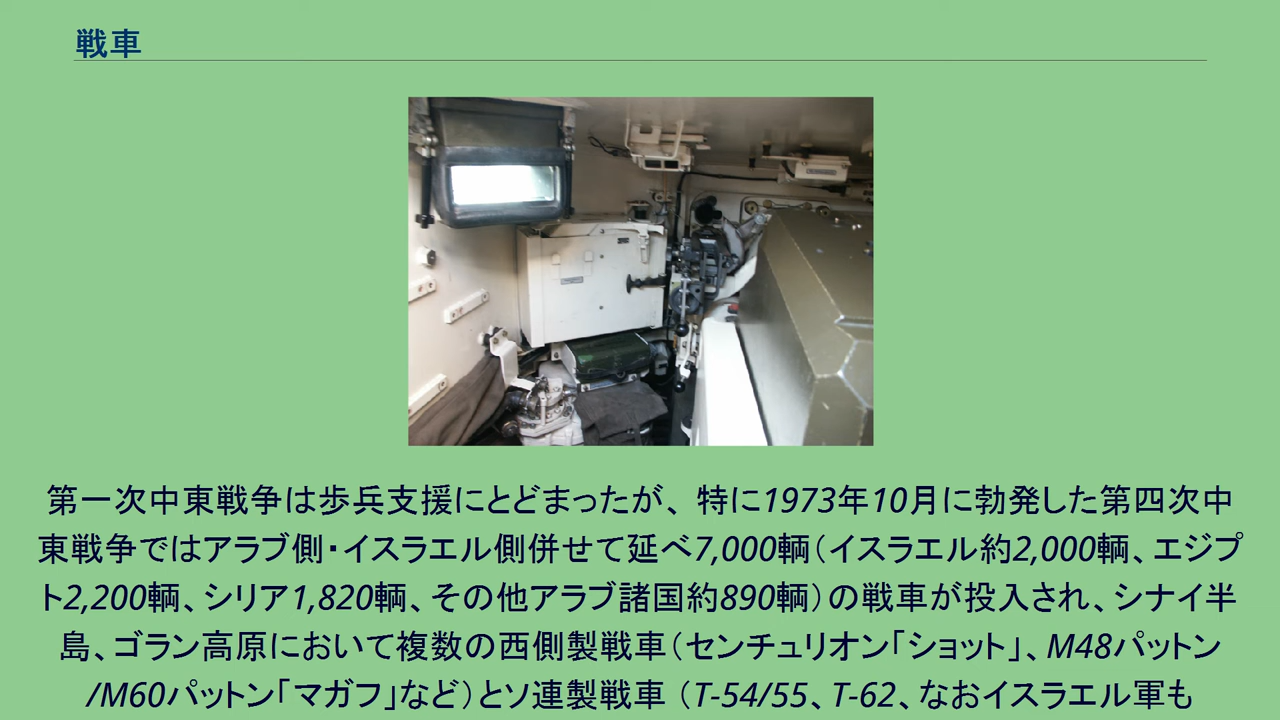 戦車
第一次中東戦争は歩兵支援にとどまったが、特に1973年10月に勃発した第四次中
東戦争ではアラブ側・イスラエル側併せて延べ7,000輌（イスラエル約2,000輌、エジプ
ト2,200輌、シリア1,820輌、その他アラブ諸国約890輌）の戦車が投入され、シナイ半
島、ゴラン高原において複数の西側製戦車（センチュリオン「ショット」、M48パットン
/M60パットン「マガフ」など）とソ連製戦車 （T-54/55、T-62、なおイスラエル軍も